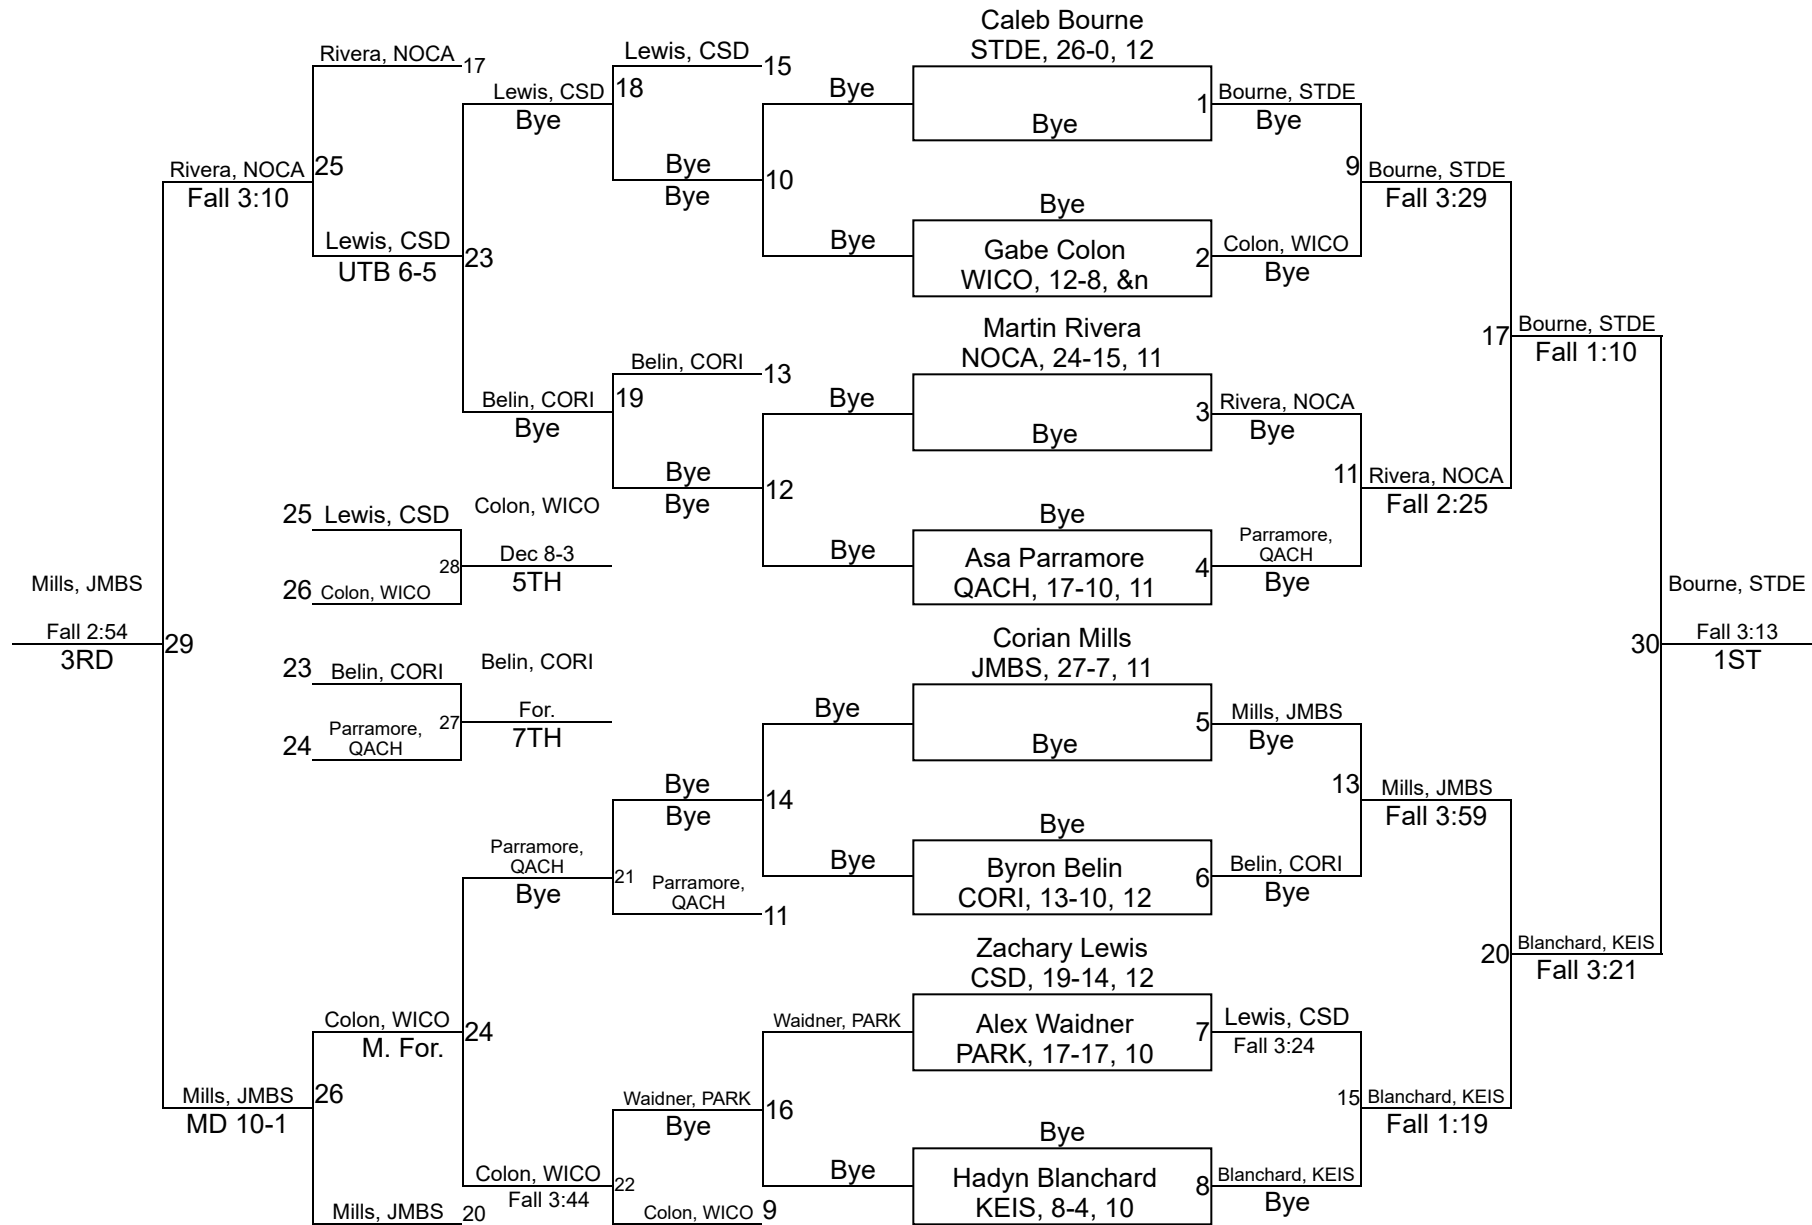 Caleb Bourne
STDE, 26-0, 12
Rivera, NOCA 17
Lewis, CSD 15
Lewis, CSD 18
Bye
Bye
Bye
1 Bourne, STDE
Bye
Rivera, NOCA 25
Fall 3:10
Bye
Bye
10
9 Bourne, STDE
Fall 3:29
Bye
Lewis, CSD
UTB 6-5
23
Bye
Gabe Colon
WICO, 12-8, &n
2 Colon, WICO
Bye
Martin Rivera
NOCA, 24-15, 11
17 Bourne, STDE
Fall 1:10
Belin, CORI 13
Belin, CORI 19
Bye
Bye
Bye
3 Rivera, NOCA
Bye
Bye
Bye
12
11 Rivera, NOCA
Fall 2:25
25 Lewis, CSD
Colon, WICO
Bye
28
Dec 8-3
5TH
26 Colon, WICO
Bye
Asa Parramore
QACH, 17-10, 11
4
Parramore,
QACH
Bye
Mills, JMBS
Fall 2:54
3RD
29
Bourne, STDE
30
Fall 3:13
1ST
Corian Mills
JMBS, 27-7, 11
23 Belin, CORI
Belin, CORI
27
For.
7TH
24
Parramore,
QACH
Bye
Bye
5 Mills, JMBS
Bye
Bye
Bye
14
13 Mills, JMBS
Fall 3:59
Bye
Parramore,
QACH
Bye
21
Parramore,
QACH
11
Bye
Byron Belin
CORI, 13-10, 12
6 Belin, CORI
Bye
Zachary Lewis
CSD, 19-14, 12
20 Blanchard, KEIS
Fall 3:21
Colon, WICO
M. For.
24
Waidner, PARK
Alex Waidner
PARK, 17-17, 10
7 Lewis, CSD
Fall 3:24
Mills, JMBS 26
MD 10-1
Waidner, PARK 16
Bye
15 Blanchard, KEIS
Fall 1:19
Bye
Colon, WICO
Fall 3:44
22
Bye
Hadyn Blanchard
KEIS, 8-4, 10
8 Blanchard, KEIS
Bye
Mills, JMBS 20
Colon, WICO 9